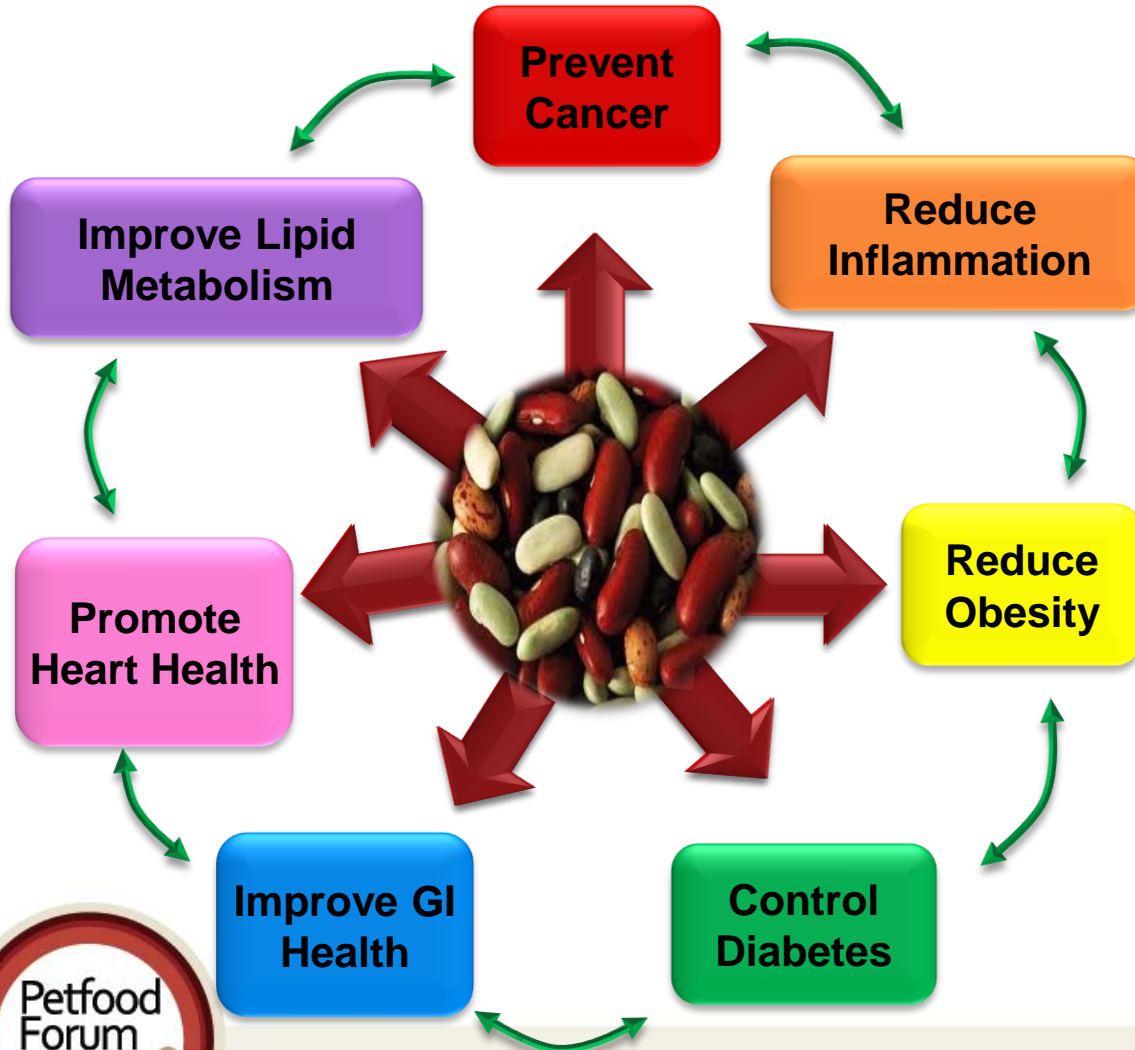 Prevent
Cancer
Reduce
Inflammation
Reduce
Obesity
Control
Diabetes
Improve GI
Health
Promote
Heart Health
Improve Lipid
Metabolism
Petfood
Forum